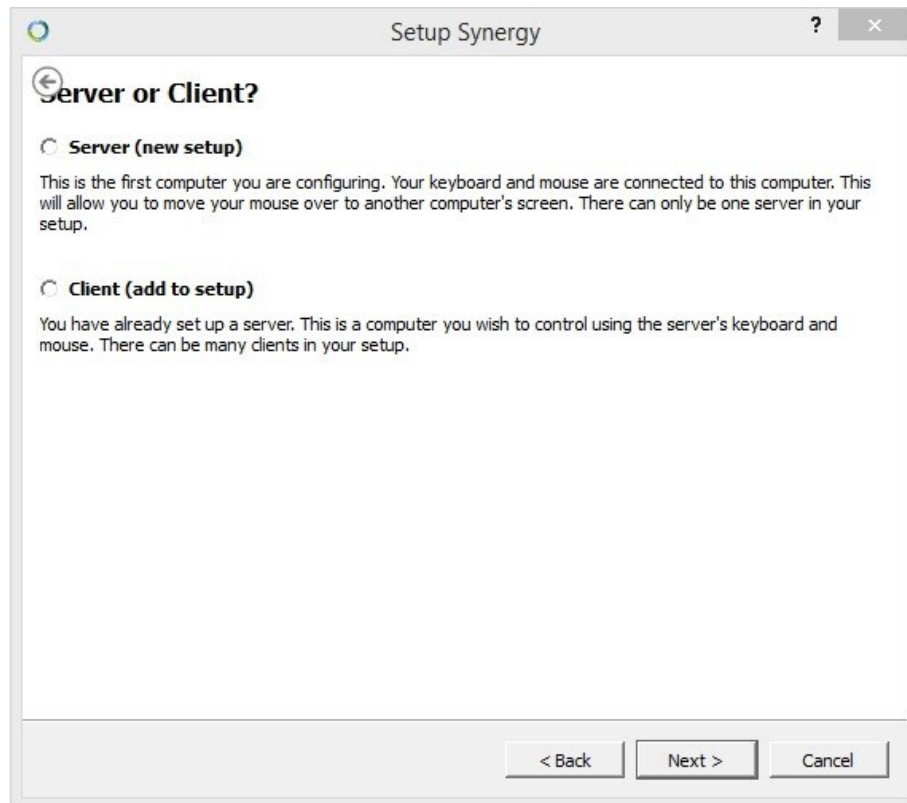 Setup Synergy
?
×
Server or Client?
Server (new setup)
This is the first computer you are configuring. Your keyboard and mouse are connected to this computer. This
will allow you to move your mouse over to another computer's screen. There can only be one server in your
setup.
Client (add to setup)
You have already set up a server. This is a computer you wish to control using the server's keyboard and
mouse. There can be many clients in your setup.
< Back
Next >
Cancel